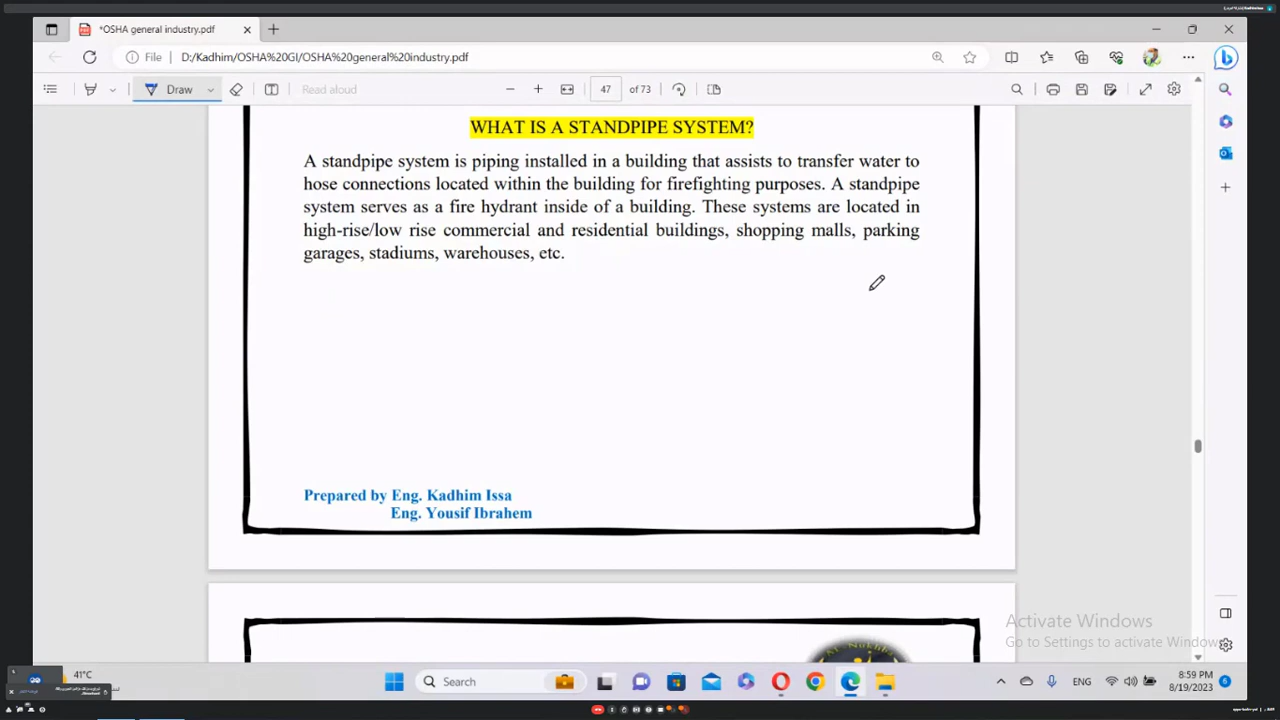 *OSHA general industry.pdf
File D:/Kadhim/OSHA%20GI/OSHA%20general%20industry.pdf
Draw Read aloud 47 of 73
WHAT IS A STANDPIPE SYSTEM?
A standpipe system is piping installed in a building that assists to transfer water to
hose connections located within the building for firefighting purposes. A standpipe
system serves as a fire hydrant inside of a building. These systems are located in
high-rise/low rise commercial and residential buildings, shopping malls, parking
garages, stadiums, warehouses, etc.
Prepared by Eng. Kadhim Issa
Eng. Yousif Ibrahem
Activate Windows
Go to Settings to activate Windows.
41°C
Search
ENG
8:59 PM
8/19/2023